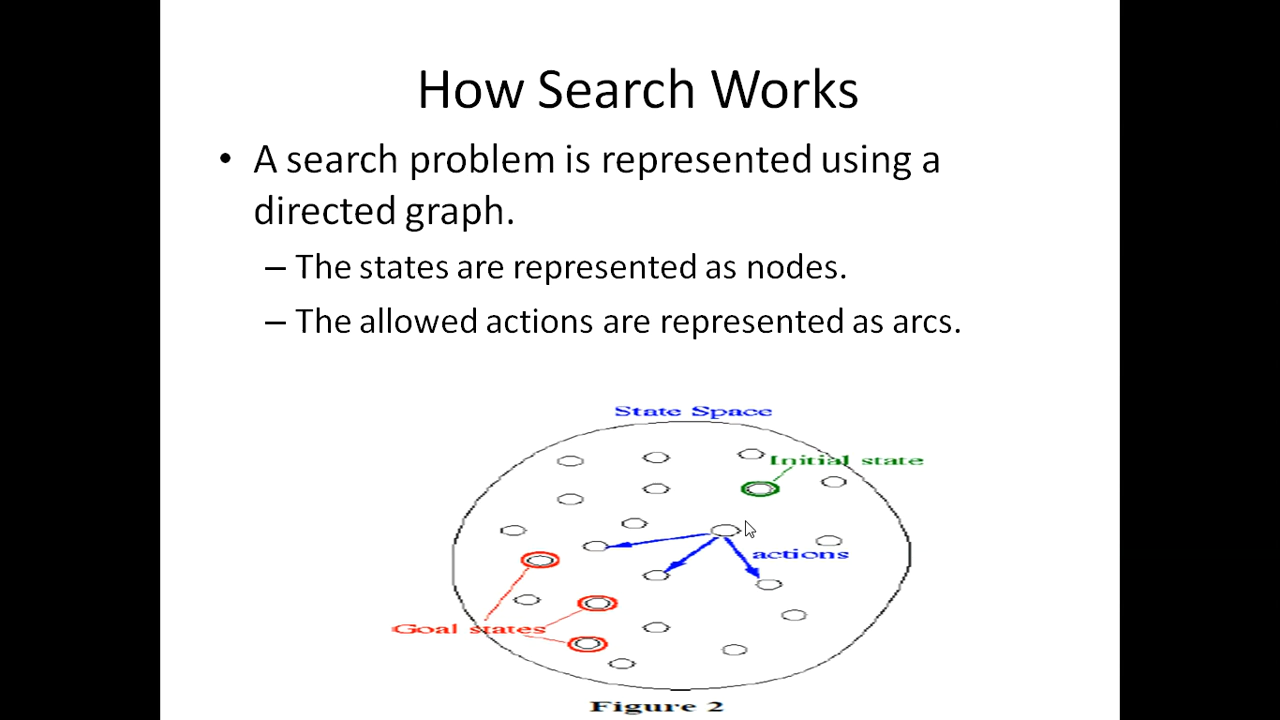 How Search Works
• A search problem is represented using a
directed graph.
– The states are represented as nodes.
– The allowed actions are represented as arcs.
State Space
Initial state
actions
Goal states
Figure 2